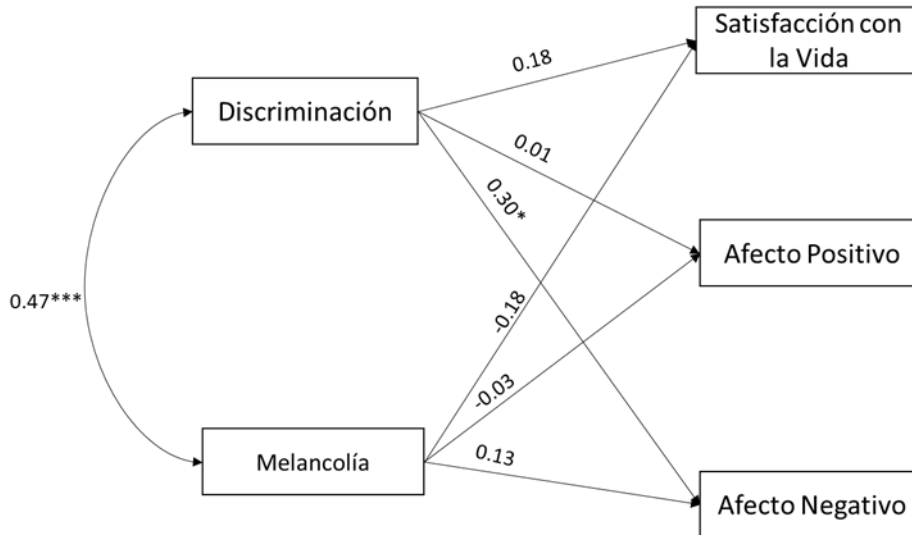 Satisfacción con
la Vida
0.18
Discriminación
0.01
0.30*
Afecto Positivo
0.47***
-0.18
-0.03
Melancolía
0.13
Afecto Negativo